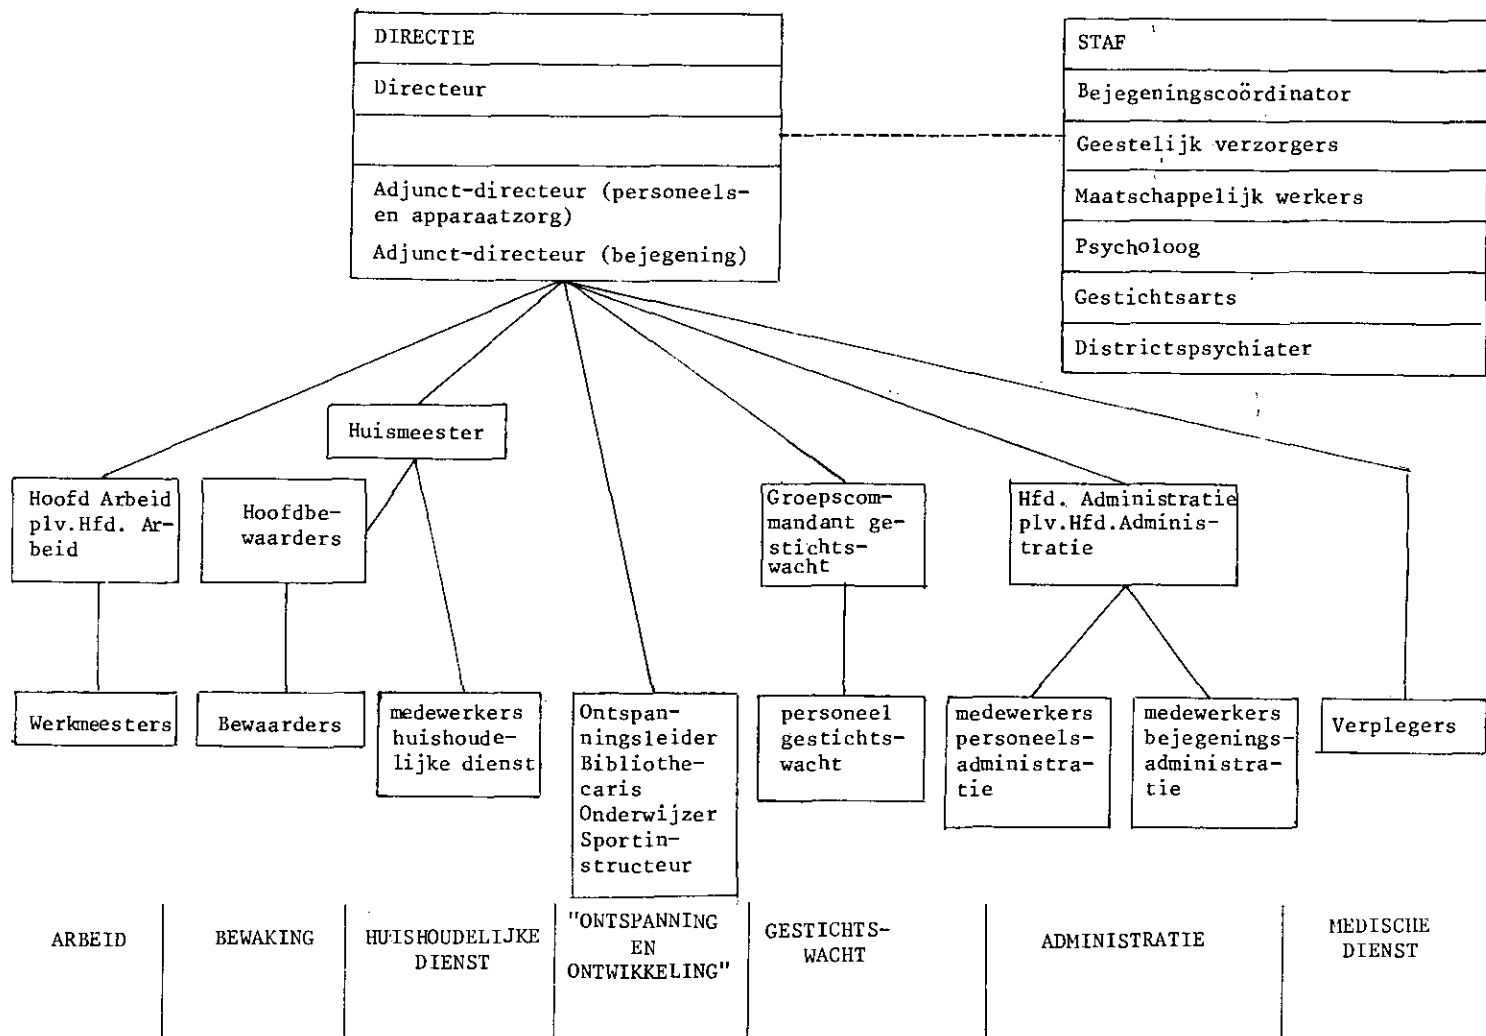 DIRECTIE
Directeur
Adjunct-directeur (personeels-
en apparaatzorg)
Adjunct-directeur (bejegening)
STAF
Bejegeningscoördinator
Geestelijk verzorgers
Maatschappelijk werkers
Psycholoog
Gestichtsarts
Districtspsychiater
Huismeester
Hoofd Arbeid
plv.Hfd. Ar-
beid
Hoofdbe-
waarders
Groepscom-
mandant ge-
stichts-
wacht
Hfd. Administratie
plv.Hfd.Adminis-
tratie
Werkmeesters
Bewaarders
medewerkers
huishoude-
lijke dienst
Ontspan-
ningsleider
Bibliothe-
caris
Onderwijzer
Sportin-
structeur
personeel
gestichts-
wacht
medewerkers
personeels-
administra-
tie
medewerkers
bejegenings-
administra-
tie
Verplegers
ARBEID
BEWAKING
HUISHOUDELIJKE
DIENST
"ONTSPANNING
EN
ONTWIKKELING"
GESTICHTS-
WACHT
ADMINISTRATIE
MEDISCHE
DIENST